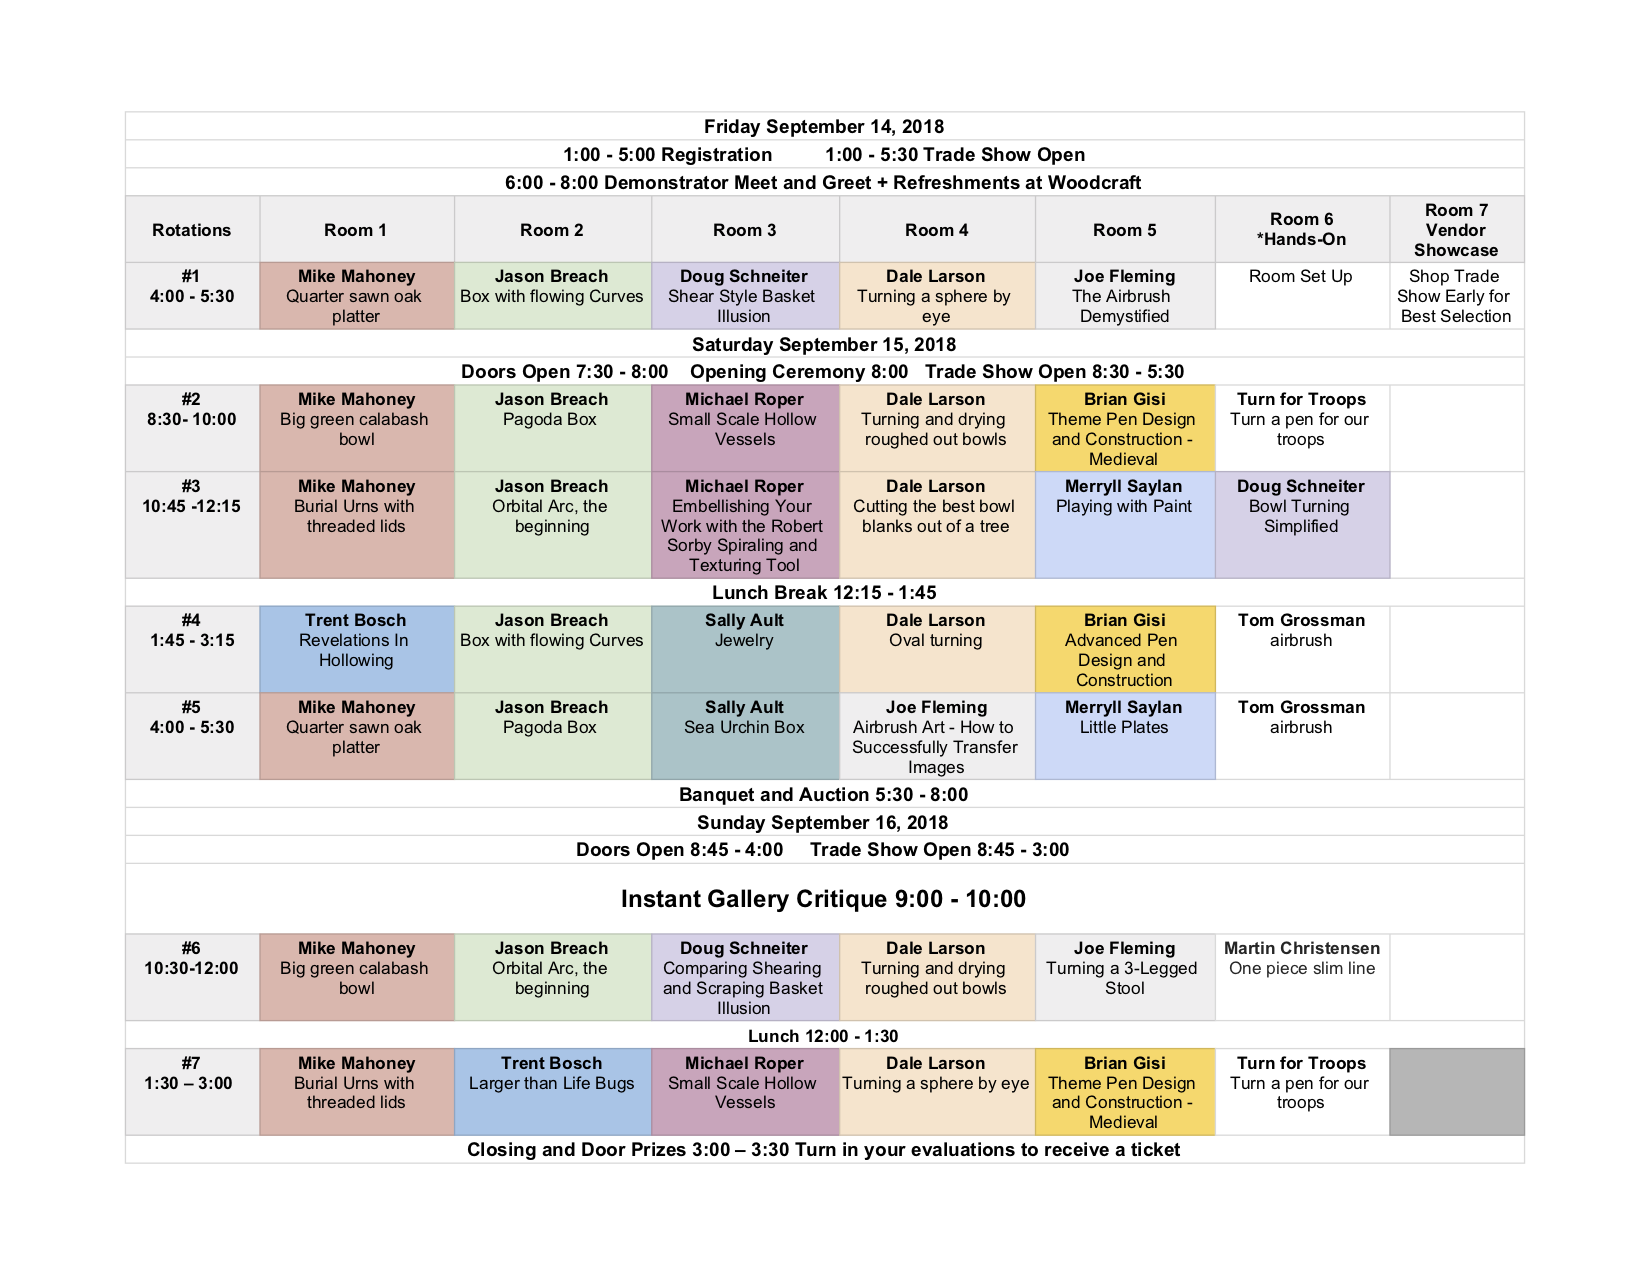 Friday September 14, 2018
1:00 - 5:00 Registration 1:00 - 5:30 Trade Show Open
6:00 - 8:00 Demonstrator Meet and Greet + Refreshments at Woodcraft
Rotations
Room 1
Room 2
Room 3
Room 4
Room 5
Room 6
*Hands-On
Room 7
Vendor
Showcase
#1
4:00 - 5:30
Mike Mahoney
Quarter sawn oak
platter
Jason Breach
Box with flowing Curves
Doug Schneiter
Shear Style Basket
Illusion
Dale Larson
Turning a sphere by
eye
Joe Fleming
The Airbrush
Demystified
Room Set Up
Shop Trade
Show Early for
Best Selection
Saturday September 15, 2018
Doors Open 7:30 - 8:00 Opening Ceremony 8:00 Trade Show Open 8:30 - 5:30
#2
8:30- 10:00
Mike Mahoney
Big green calabash
bowl
Jason Breach
Pagoda Box
Michael Roper
Small Scale Hollow
Vessels
Dale Larson
Turning and drying
roughed out bowls
Brian Gisi
Theme Pen Design
and Construction -
Medieval
Turn for Troops
Turn a pen for our
troops
#3
10:45 -12:15
Mike Mahoney
Burial Urns with
threaded lids
Jason Breach
Orbital Arc, the
beginning
Michael Roper
Embellishing Your
Work with the Robert
Sorby Spiraling and
Texturing Tool
Dale Larson
Cutting the best bowl
blanks out of a tree
Merryll Saylan
Playing with Paint
Doug Schneiter
Bowl Turning
Simplified
Lunch Break 12:15 - 1:45
#4
1:45 - 3:15
Trent Bosch
Revelations In
Hollowing
Jason Breach
Box with flowing Curves
Sally Ault
Jewelry
Dale Larson
Oval turning
Brian Gisi
Advanced Pen
Design and
Construction
Tom Grossman
airbrush
#5
4:00 - 5:30
Mike Mahoney
Quarter sawn oak
platter
Jason Breach
Pagoda Box
Sally Ault
Sea Urchin Box
Joe Fleming
Airbrush Art - How to
Successfully Transfer
Images
Merryll Saylan
Little Plates
Tom Grossman
airbrush
Banquet and Auction 5:30 - 8:00
Sunday September 16, 2018
Doors Open 8:45 - 4:00 Trade Show Open 8:45 - 3:00
Instant Gallery Critique 9:00 - 10:00
#6
10:30-12:00
Mike Mahoney
Big green calabash
bowl
Jason Breach
Orbital Arc, the
beginning
Doug Schneiter
Comparing Shearing
and Scraping Basket
Illusion
Dale Larson
Turning and drying
roughed out bowls
Joe Fleming
Turning a 3-Legged
Stool
Martin Christensen
One piece slim line
Lunch 12:00 - 1:30
#7
1:30 – 3:00
Mike Mahoney
Burial Urns with
threaded lids
Trent Bosch
Larger than Life Bugs
Michael Roper
Small Scale Hollow
Vessels
Dale Larson
Turning a sphere by eye
Brian Gisi
Theme Pen Design
and Construction -
Medieval
Turn for Troops
Turn a pen for our
troops
Closing and Door Prizes 3:00 – 3:30 Turn in your evaluations to receive a ticket